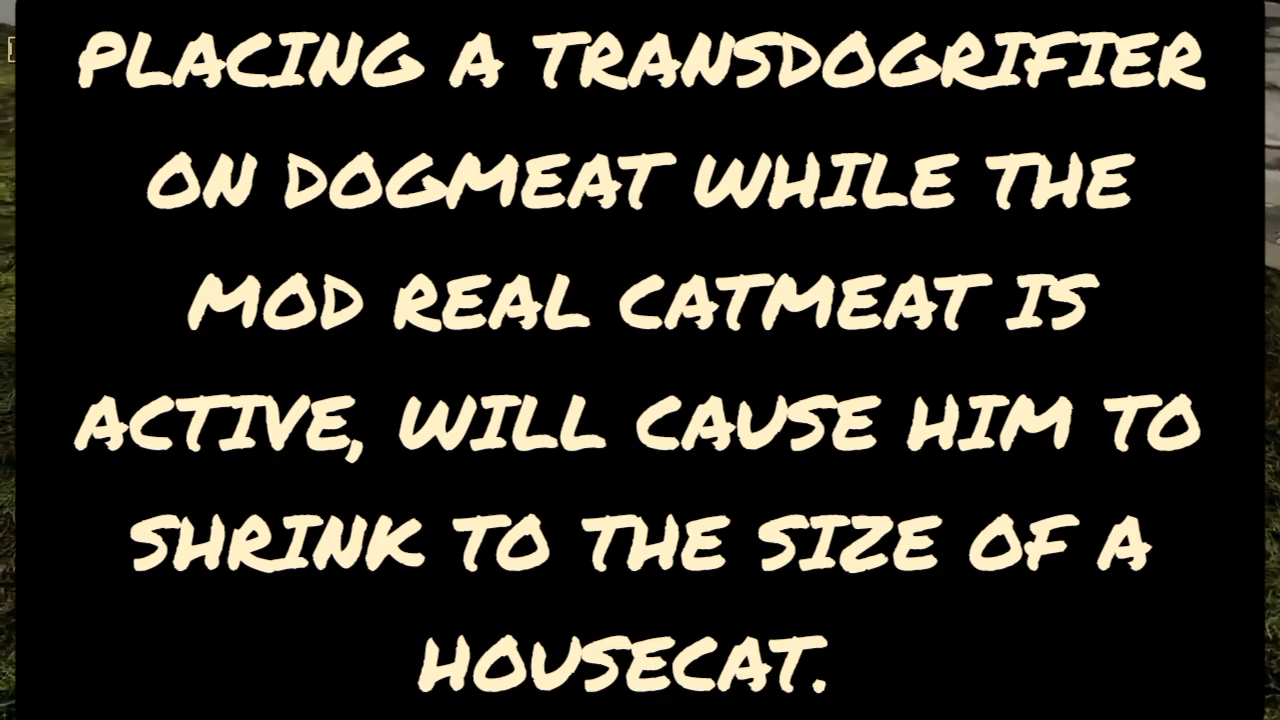 PLACING A TRANSDOGRIFIER
ON DOGMEAT WHILE THE
MOD REAL CATMEAT IS
ACTIVE, WILL CAUSE HIM TO
SHRINK TO THE SIZE OF A
HOUSECAT.